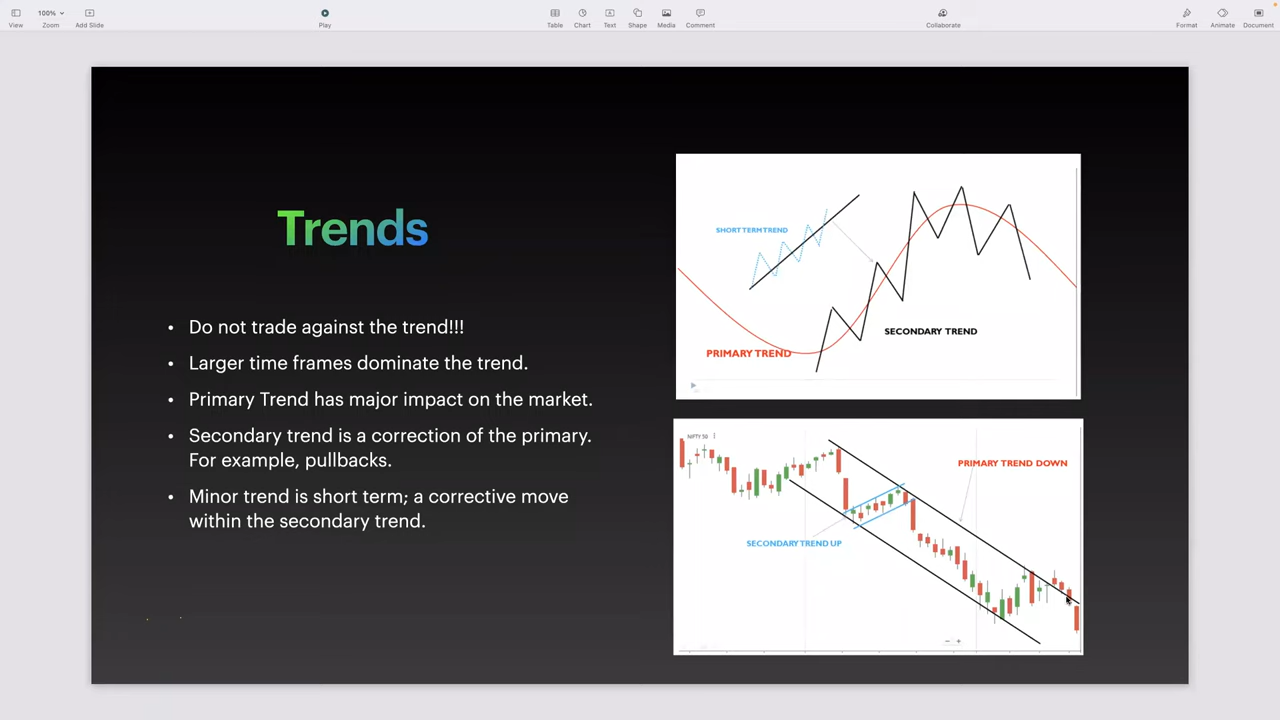 100%
View
Zoom
Add Slide
Play
Table
Chart
Text
Shape
Media
Comment
Collaborate
Format
Animate
Document
Trends
• Do not trade against the trend!!!
• Larger time frames dominate the trend.
• Primary Trend has major impact on the market.
• Secondary trend is a correction of the primary.
For example, pullbacks.
• Minor trend is short term; a corrective move
within the secondary trend.
SHORT TERM TREND
SECONDARY TREND
PRIMARY TREND
NIFTY 50
PRIMARY TREND DOWN
SECONDARY TREND UP